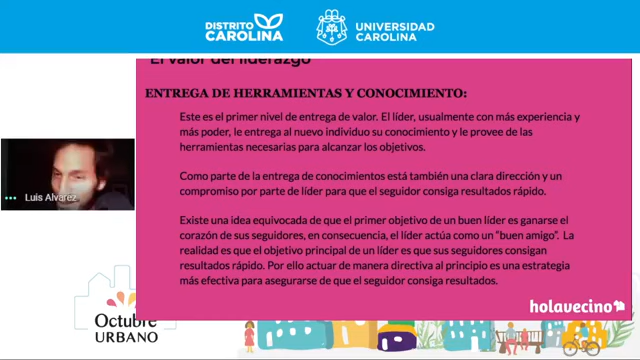 DISTRITO
CAROLINA
UNIVERSIDAD
CAROLINA
El valor del liderazgo
ENTREGA DE HERRAMIENTAS Y CONOCIMIENTO:
Este es el primer nivel de entrega de valor. El líder, usualmente con más experiencia y
más poder, le entrega al nuevo individuo su conocimiento y le provee de las
herramientas necesarias para alcanzar los objetivos.
Como parte de la entrega de conocimientos está también una clara dirección y un
compromiso por parte de líder para que el seguidor consiga resultados rápido.
Existe una idea equivocada de que el primer objetivo de un buen líder es ganarse el
corazón de sus seguidores, en consecuencia, el líder actúa como un "buen amigo". La
realidad es que el objetivo principal de un líder es que sus seguidores consigan
resultados rápido. Por ello actuar de manera directiva al principio es una estrategia
más efectiva para asegurarse de que el seguidor consiga resultados.
Luis Alvarez
holavecino
Octubre
URBANO